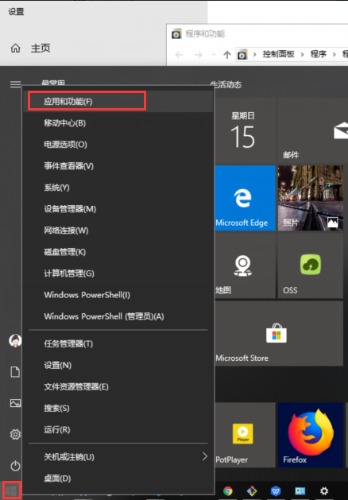 设置
主页
程序和功能
控制面板 > 程序 >
最常用
生活动态
应用和功能(F)
移动中心(B)
电源选项(O)
事件查看器(V)
系统(Y)
设备管理器(M)
网络连接(W)
磁盘管理(K)
计算机管理(G)
Windows PowerShell(I)
Windows PowerShell (管理员)(A)
任务管理器(T)
设置(N)
文件资源管理器(E)
搜索(S)
运行(R)
关机或注销(U)
桌面(D)
星期日
15
邮件
Microsoft Edge
照片
地图
OSS
Microsoft Store
Player
PotPlayer
Firefox